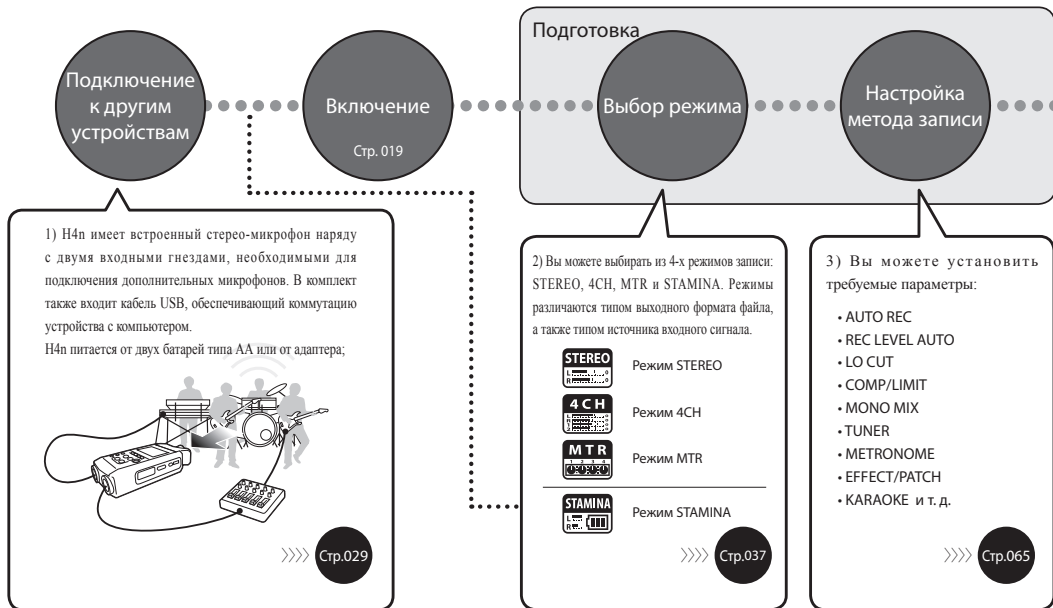 Подготовка
Подключение
к другим
устройствам
Включение
Стр. 019
Выбор режима
Настройка
метода записи
1) H4n имеет встроенный стерео-микрофон наряду
с двумя входными гнездами, необходимыми для
подключения дополнительных микрофонов. В комплект
также входит кабель USB, обеспечивающий коммутацию
устройства с компьютером.
H4n питается от двух батарей типа АА или от адаптера;
Стр.029
2) Вы можете выбирать из 4-х режимов записи:
STEREO, 4CH, MTR и STAMINA. Режимы
различаются типом выходного формата файла,
а также типом источника входного сигнала.
STEREO
L
R
Режим STEREO
4CH
Режим 4CH
MTR
1 2 3 4
Режим MTR
STAMINA
L
R
Режим STAMINA
Стр.037
3) Вы можете установить
требуемые параметры:
• AUTO REC
• REC LEVEL AUTO
• LO CUT
• COMP/LIMIT
• MONO MIX
• TUNER
• METRONOME
• EFFECT/PATCH
• KARAOKE и т. д.
Стр.065